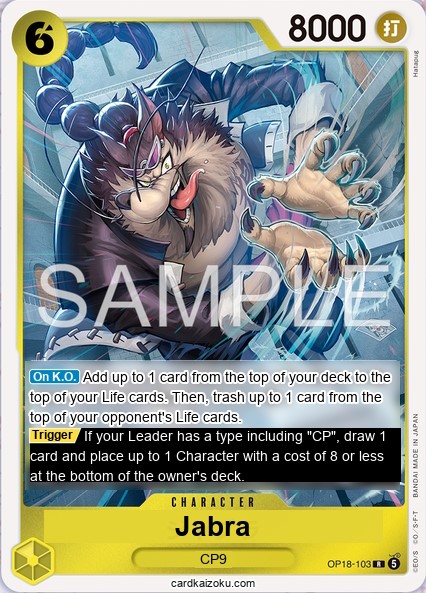 6
8000
打
Hatapug
SAMPLE
On K.O. Add up to 1 card from the top of your deck to the
top of your Life cards. Then, trash up to 1 card from the
top of your opponent's Life cards.
Trigger If your Leader has a type including "CP", draw 1
card and place up to 1 Character with a cost of 8 or less
at the bottom of the owner's deck.
©E/O/S ©O./S·F·T BANDAI MADE IN JAPAN
CHARACTER
Jabra
CP9
OP18-103 R 5
cardkaizoku.com